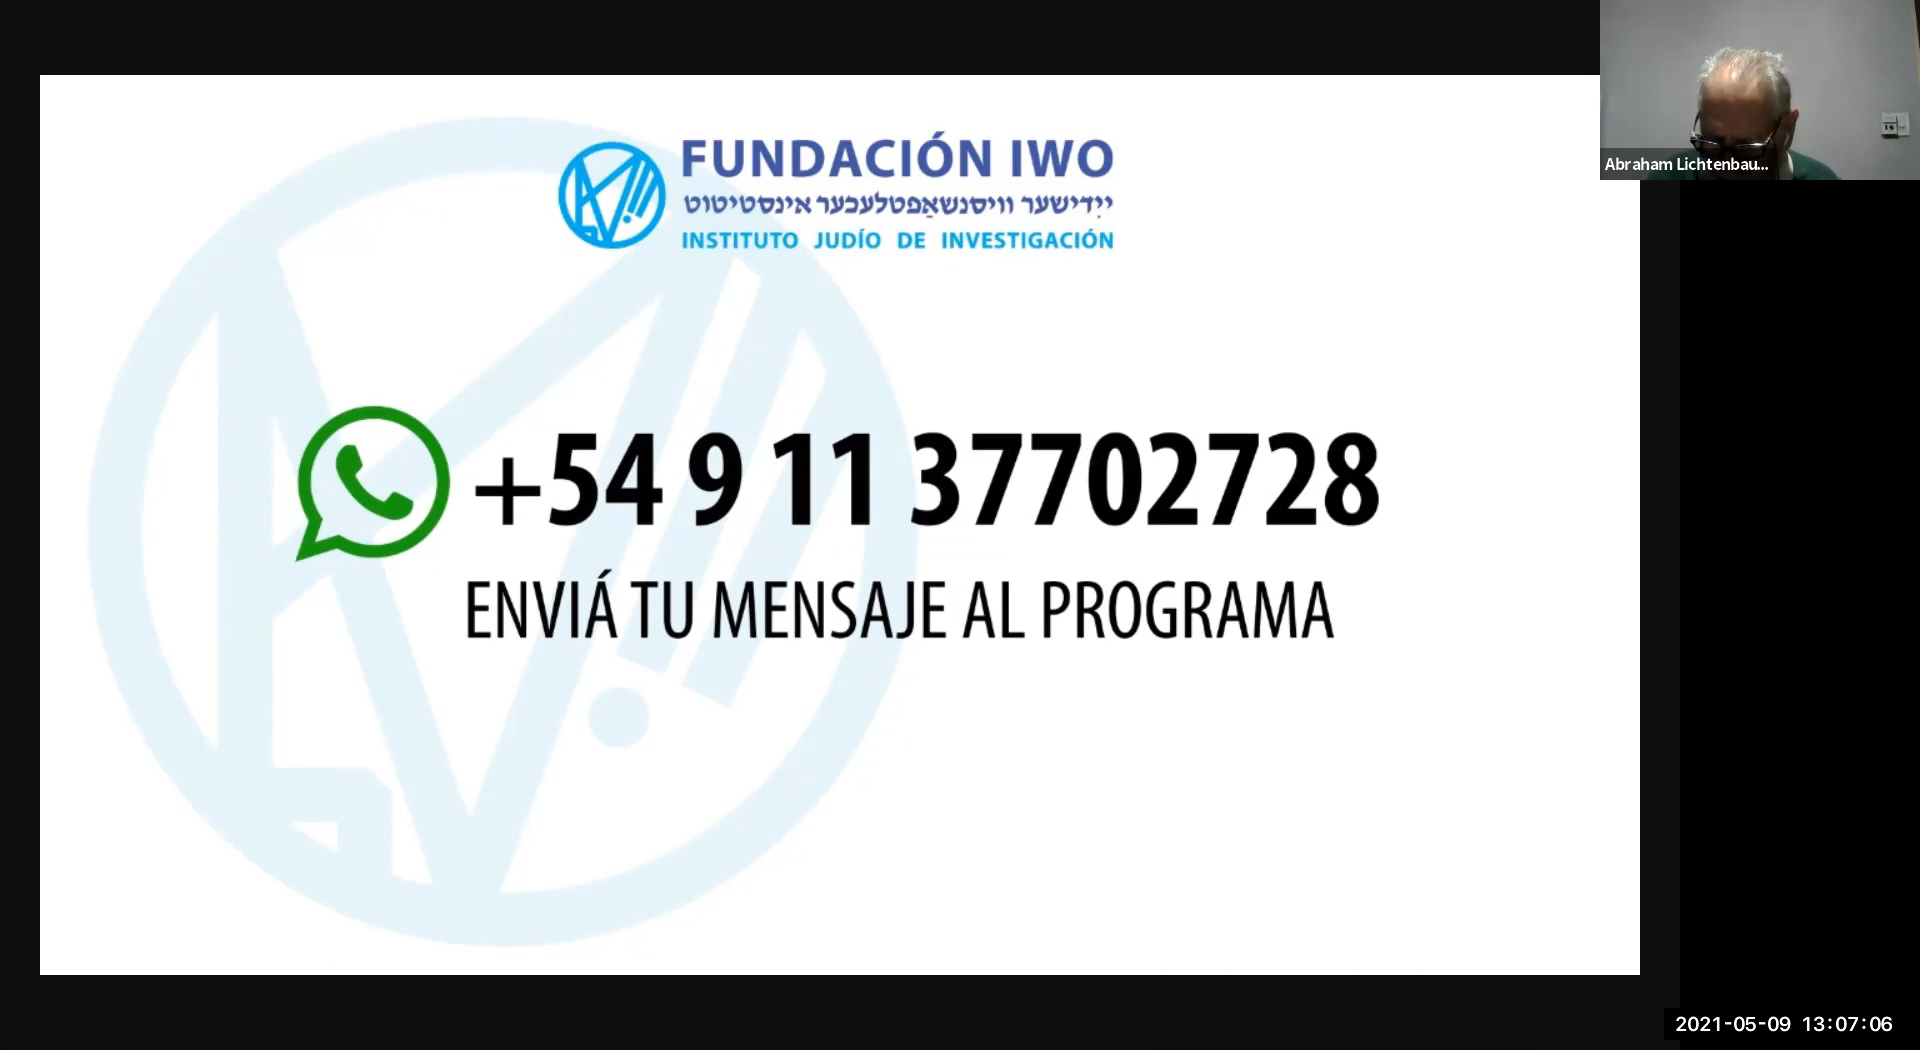 FUNDACIÓN IWO
ייִדישער וויסנשאַפטלעכער אינסטיטוט
INSTITUTO JUDÍO DE INVESTIGACIÓN
+54 9 11 37702728
ENVIÁ TU MENSAJE AL PROGRAMA
Abraham Lichtenbau...
2021-05-09 13:07:06